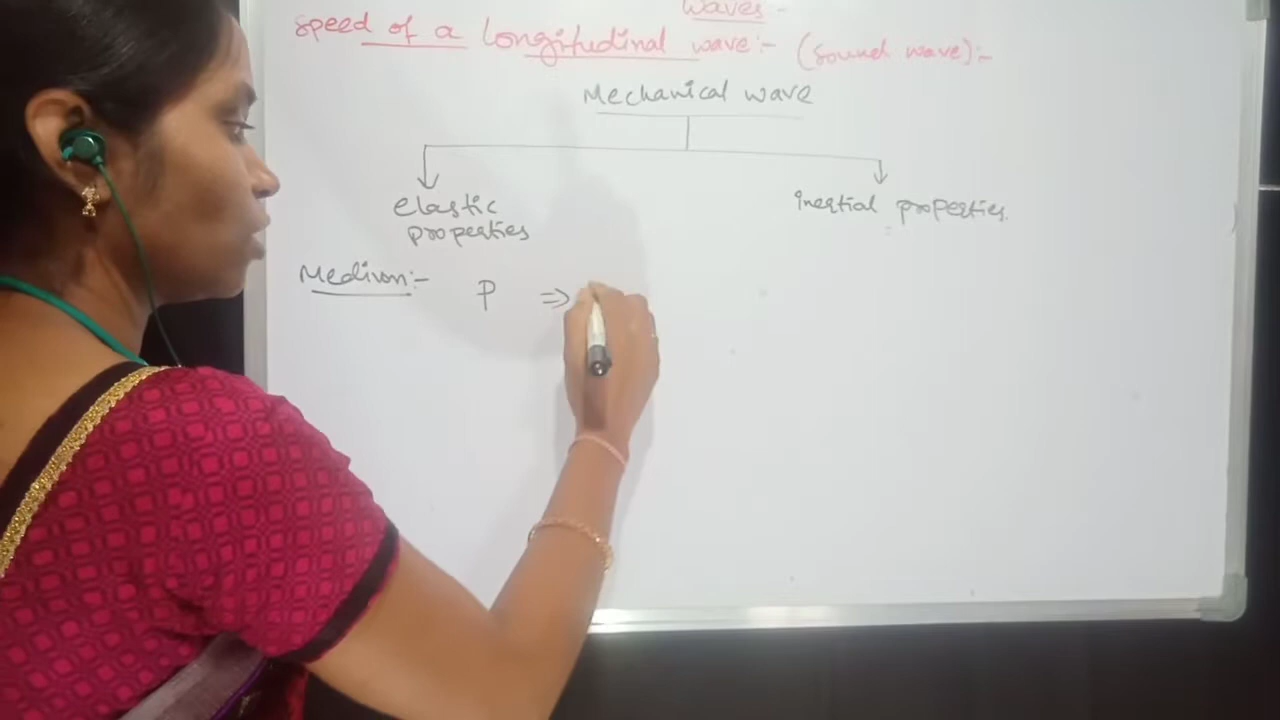 Waves -
speed of a Longitudinal wave:- (sound wave):-
Mechanical wave
elastic
properties
inertial properties.
Medium:- P ⇒